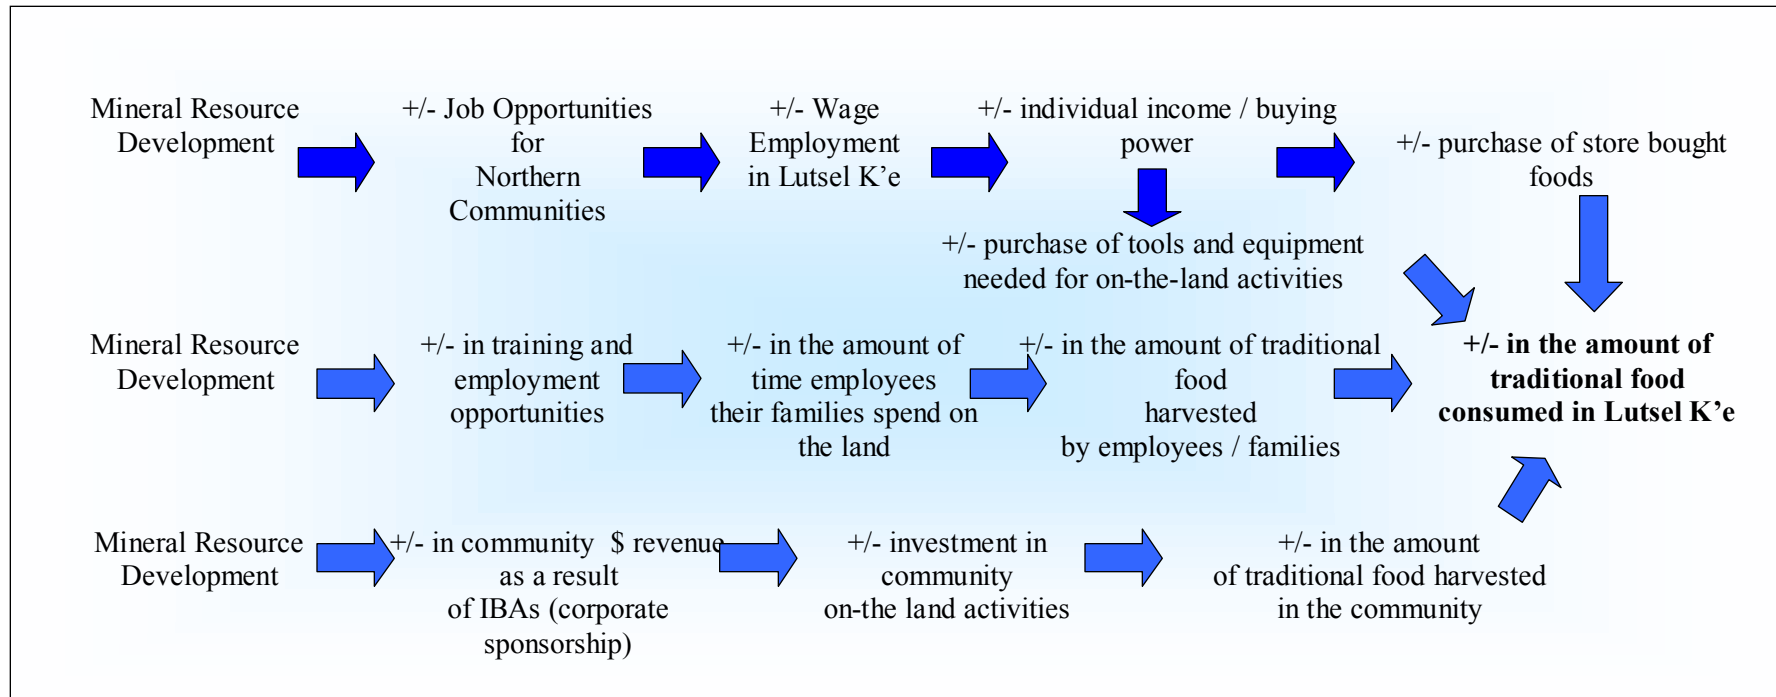 Mineral Resource
Development
+/- Job Opportunities
for
Northern
Communities
+/- Wage
Employment
in Lutsel K’e
+/- individual income / buying
power
+/- purchase of store bought
foods
+/- purchase of tools and equipment
needed for on-the-land activities
Mineral Resource
Development
+/- in training and
employment
opportunities
+/- in the amount of
time employees
their families spend on
the land
+/- in the amount of traditional
food
harvested
by employees / families
+/- in the amount of
traditional food
consumed in Lutsel K’e
Mineral Resource
Development
+/- in community $ revenue
as a result
of IBAs (corporate
sponsorship)
+/- investment in
community
on-the land activities
+/- in the amount
of traditional food harvested
in the community